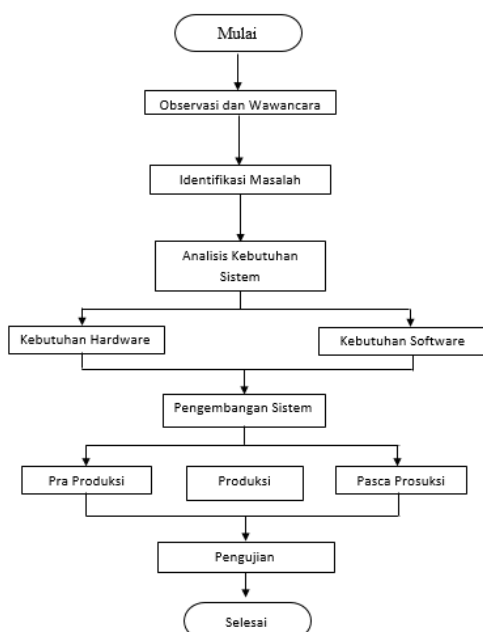 Mulai
Observasi dan Wawancara
Identifikasi Masalah
Analisis Kebutuhan
Sistem
Kebutuhan Hardware
Kebutuhan Software
Pengembangan Sistem
Pra Produksi
Produksi
Pasca Prosuksi
Pengujian
Selesai